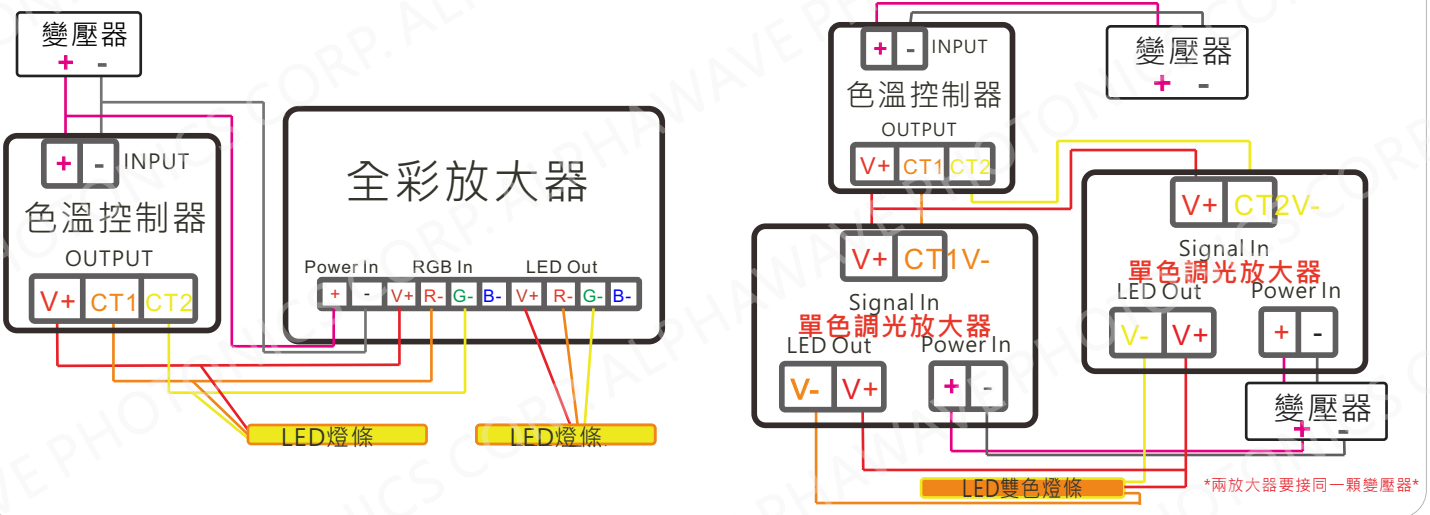 變壓器
+ -
+ - INPUT
色溫控制器
OUTPUT
V+ CT1 CT2
全彩放大器
Power In RGB In LED Out
+ - V+ R- G- B- V+ R- G- B-
LED燈條
LED燈條
+ - INPUT
色溫控制器
OUTPUT
V+ CT1 CT2
變壓器
+ -
V+ CT1V-
Signal In
單色調光放大器
LED Out Power In
V- V+ + -
V+ CT2V-
Signal In
單色調光放大器
LED Out Power In
V- V+ + -
變壓器
+ -
LED雙色燈條
*兩放大器要接同一顆變壓器*
ALPHAWAVE PHOTONICS CORP.